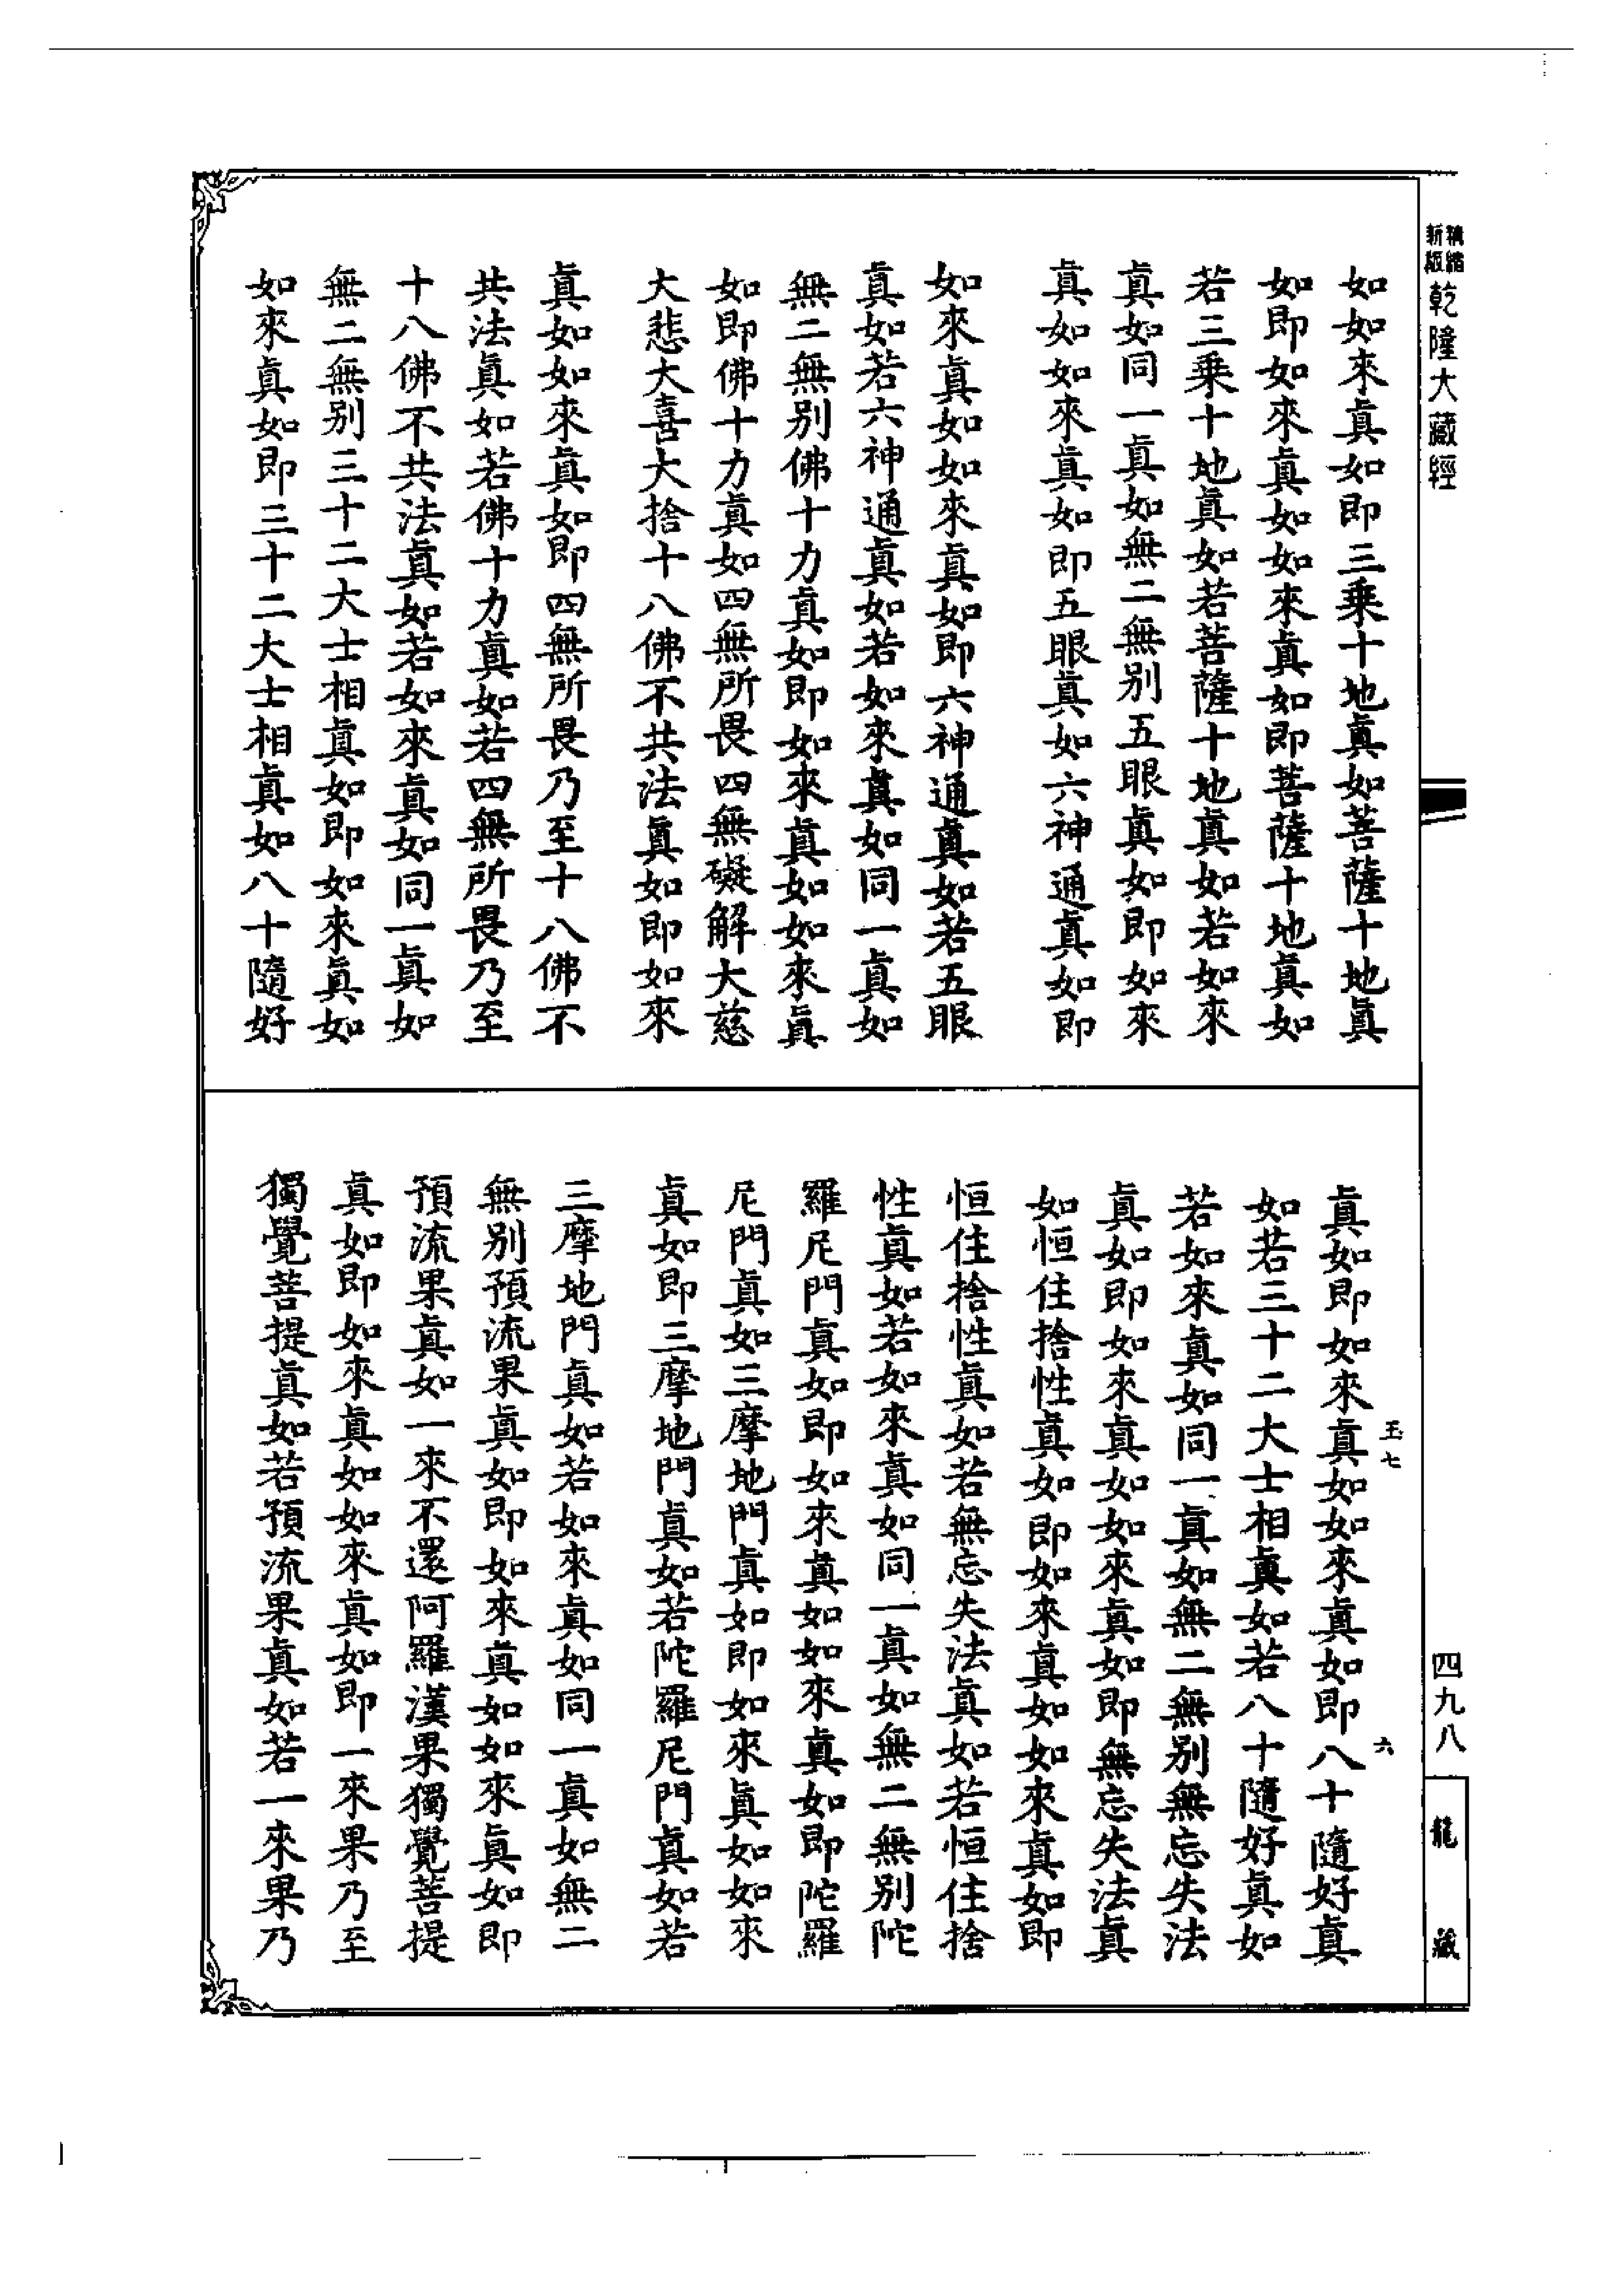 精縮新版乾隆大藏經
如如來真如即三乘十地真如菩薩十地真
如即如來真如如來真如即菩薩十地真如
若三乘十地真如若菩薩十地真如若如來
真如同一真如無二無別五眼真如即如來
真如如來真如即五眼真如六神通真如即
如來真如如來真如即六神通真如若五眼
真如若六神通真如若如來真如同一真如
無二無別佛十力真如即如來真如如來真
如即佛十力真如四無所畏四無礙解大慈
大悲大喜大捨十八佛不共法真如即如來
真如如來真如即四無所畏乃至十八佛不
共法真如若佛十力真如若四無所畏乃至
十八佛不共法真如若如來真如同一真如
無二無別三十二大士相真如即如來真如
如來真如即三十二大士相真如八十隨好
真如即如來真如如來真如即八十隨好真
如若三十二大士相真如若八十隨好真如
若如來真如同一真如無二無別無忘失法
真如即如來真如如來真如即無忘失法真
如恒住捨性真如即如來真如如來真如即
恒住捨性真如若無忘失法真如若恒住捨
性真如若如來真如同一真如無二無別陀
羅尼門真如即如來真如如來真如即陀羅
尼門真如三摩地門真如即如來真如如來
真如即三摩地門真如若陀羅尼門真如若
三摩地門真如若如來真如同一真如無二
無別預流果真如即如來真如如來真如即
預流果真如一來不還阿羅漢果獨覺菩提
真如即如來真如如來真如即一來果乃至
獨覺菩提真如若預流果真如若一來果乃
玉七
六
四九八
龍藏